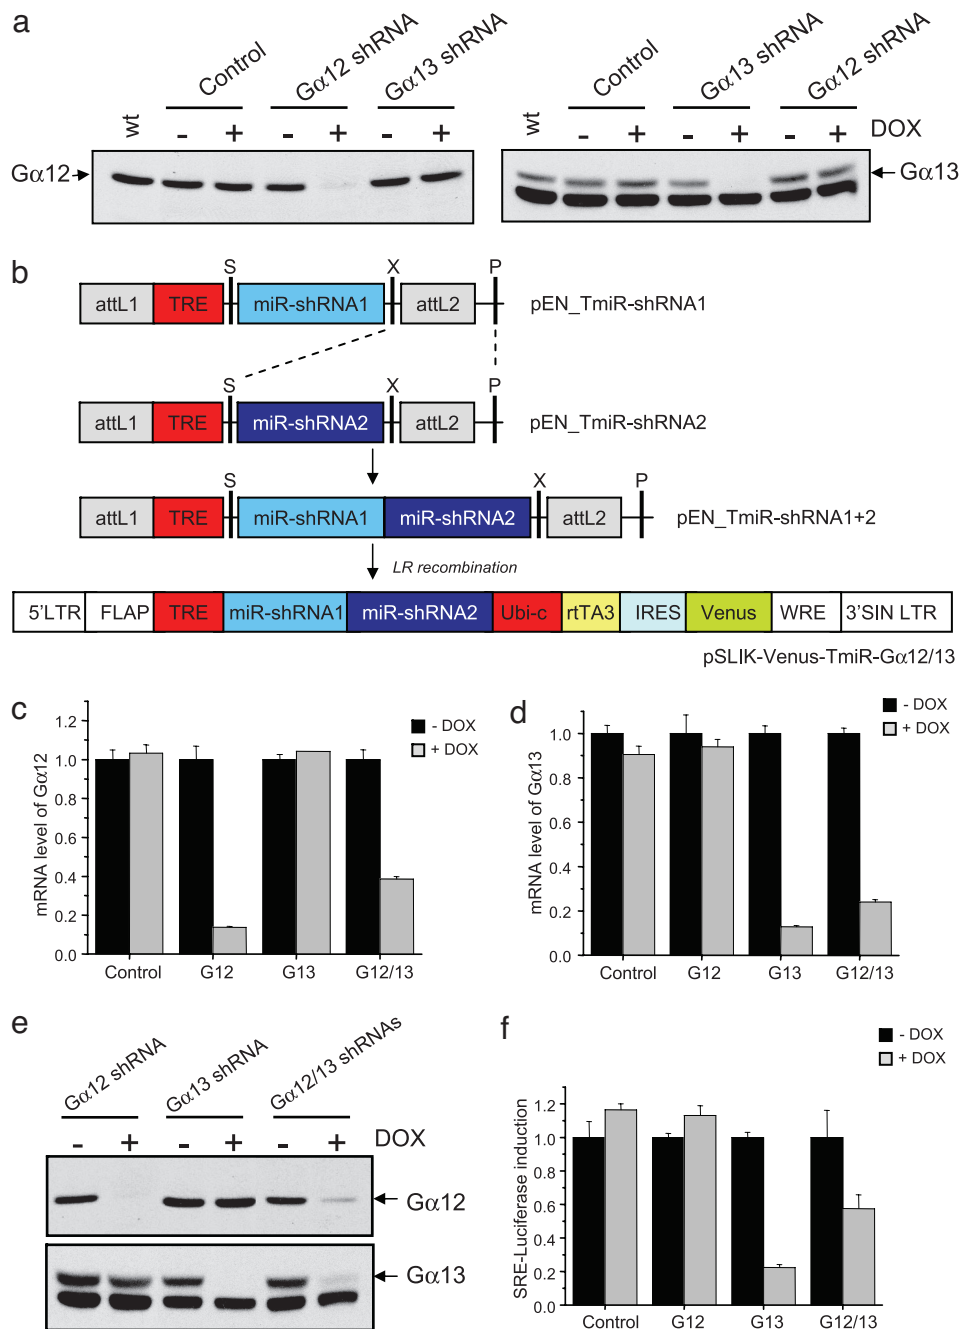 a
Control
Gα12 shRNA
Gα13 shRNA
wt - + - + - +
Gα12
Control
Gα13 shRNA
Gα12 shRNA
wt - + - + - + DOX
Gα13
b
S X P
attL1 TRE miR-shRNA1 attL2 pEN_TmiR-shRNA1
S X P
attL1 TRE miR-shRNA2 attL2 pEN_TmiR-shRNA2
S X P
attL1 TRE miR-shRNA1 miR-shRNA2 attL2 pEN_TmiR-shRNA1+2
LR recombination
5'LTR FLAP TRE miR-shRNA1 miR-shRNA2 Ubi-c rtTA3 IRES Venus WRE 3'SIN LTR
pSLIK-Venus-TmiR-Gα12/13
c
- DOX
+ DOX
mRNA level of Gα12
1.2
1.0
0.8
0.6
0.4
0.2
0.0
Control G12 G13 G12/13
d
- DOX
+ DOX
mRNA level of Gα13
1.0
0.8
0.6
0.4
0.2
0.0
Control G12 G13 G12/13
e
Gα12 shRNA
Gα13 shRNA
Gα12/13 shRNAs
- + - + - + DOX
Gα12
Gα13
f
- DOX
+ DOX
SRE-Luciferase induction
1.2
1.0
0.8
0.6
0.4
0.2
0.0
Control G12 G13 G12/13